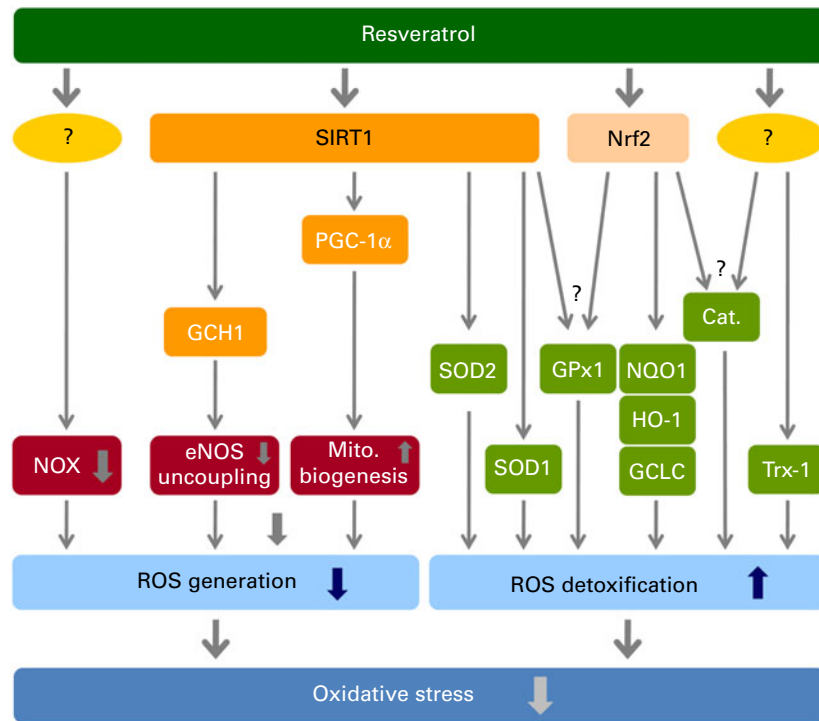 Resveratrol
?
SIRT1
Nrf2
?
PGC-1α
?
?
Cat.
GCH1
SOD2
GPx1
NQO1
HO-1
NOX
eNOS
uncoupling
Mito.
biogenesis
SOD1
GCLC
Trx-1
ROS generation
ROS detoxification
Oxidative stress